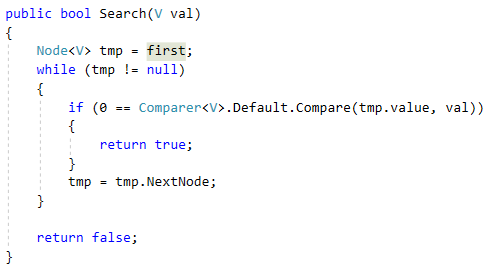 public bool Search(V val)
{
    Node<V> tmp = first;
    while (tmp != null)
    {
        if (0 == Comparer<V>.Default.Compare(tmp.value, val))
        {
            return true;
        }
        tmp = tmp.NextNode;
    }

    return false;
}